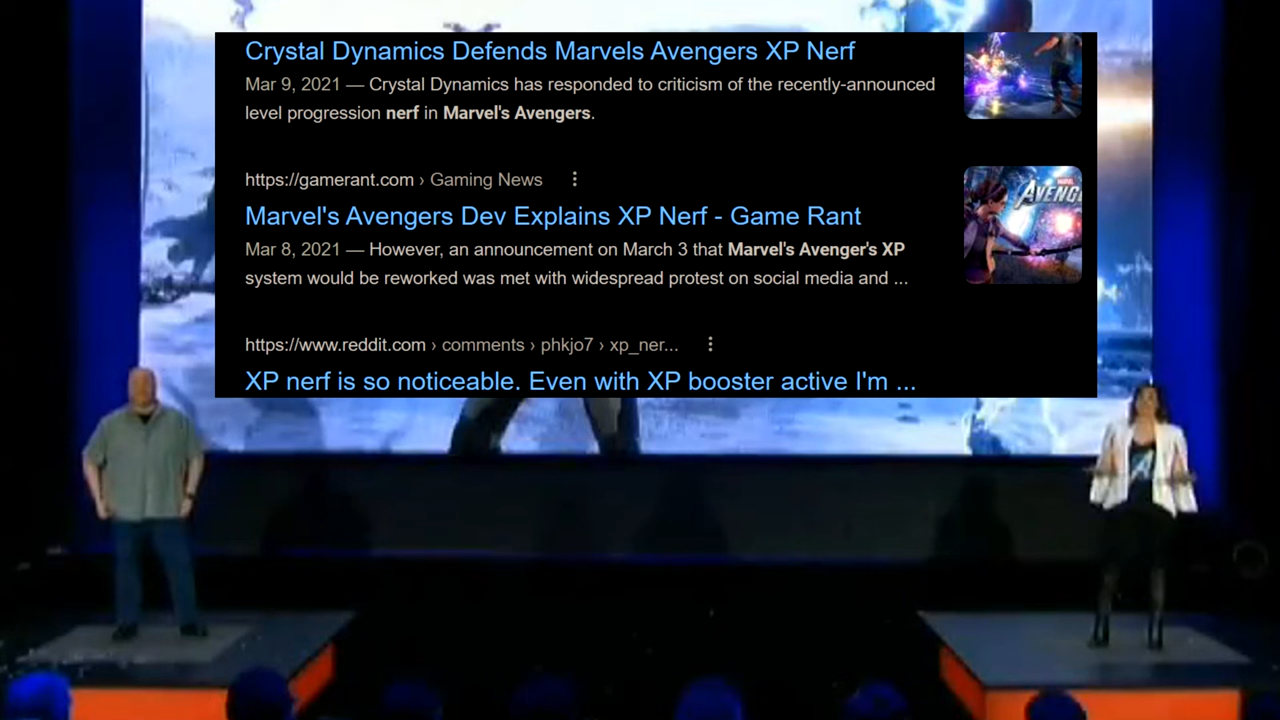 Crystal Dynamics Defends Marvels Avengers XP Nerf
Mar 9, 2021 — Crystal Dynamics has responded to criticism of the recently-announced
level progression nerf in Marvel's Avengers.
https://gamerant.com › Gaming News
MARVEL
AVENG
Marvel's Avengers Dev Explains XP Nerf - Game Rant
Mar 8, 2021 — However, an announcement on March 3 that Marvel's Avenger's XP
system would be reworked was met with widespread protest on social media and ...
https://www.reddit.com › comments › phkjo7 › xp_ner...
XP nerf is so noticeable. Even with XP booster active I'm ...